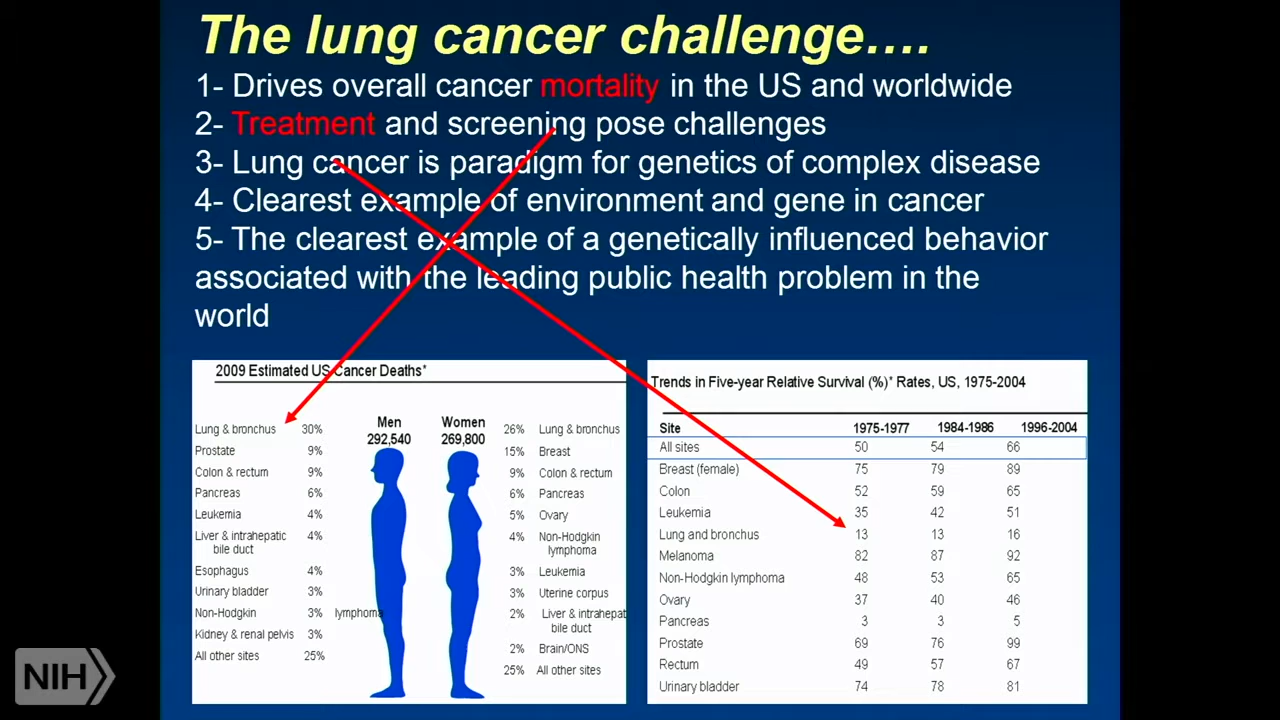 The lung cancer challenge….
1- Drives overall cancer mortality in the US and worldwide
2- Treatment and screening pose challenges
3- Lung cancer is paradigm for genetics of complex disease
4- Clearest example of environment and gene in cancer
5- The clearest example of a genetically influenced behavior
associated with the leading public health problem in the
world
2009 Estimated US Cancer Deaths*
Men
292,540
Women
269,800
Lung & bronchus 30%
Prostate 9%
Colon & rectum 9%
Pancreas 6%
Leukemia 4%
Liver & intrahepatic 4%
bile duct
Esophagus 4%
Urinary bladder 3%
Non-Hodgkin 3% lymphoma
Kidney & renal pelvis 3%
All other sites 25%
26% Lung & bronchus
15% Breast
9% Colon & rectum
6% Pancreas
5% Ovary
4% Non-Hodgkin
lymphoma
3% Leukemia
3% Uterine corpus
2% Liver & intrahepat
bile duct
2% Brain/ONS
25% All other sites
Trends in Five-year Relative Survival (%)* Rates, US, 1975-2004
Site 1975-1977 1984-1986 1996-2004
All sites 50 54 66
Breast (female) 75 79 89
Colon 52 59 65
Leukemia 35 42 51
Lung and bronchus 13 13 16
Melanoma 82 87 92
Non-Hodgkin lymphoma 48 53 65
Ovary 37 40 46
Pancreas 3 3 5
Prostate 69 76 99
Rectum 49 57 67
Urinary bladder 74 78 81
NIH